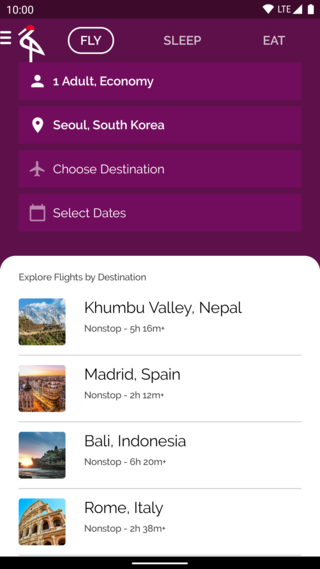 10:00
LTE
FLY
SLEEP
EAT
1 Adult, Economy
Seoul, South Korea
Choose Destination
Select Dates
Explore Flights by Destination
Khumbu Valley, Nepal
Nonstop - 5h 16m+
Madrid, Spain
Nonstop - 2h 12m+
Bali, Indonesia
Nonstop - 6h 20m+
Rome, Italy
Nonstop - 2h 38m+